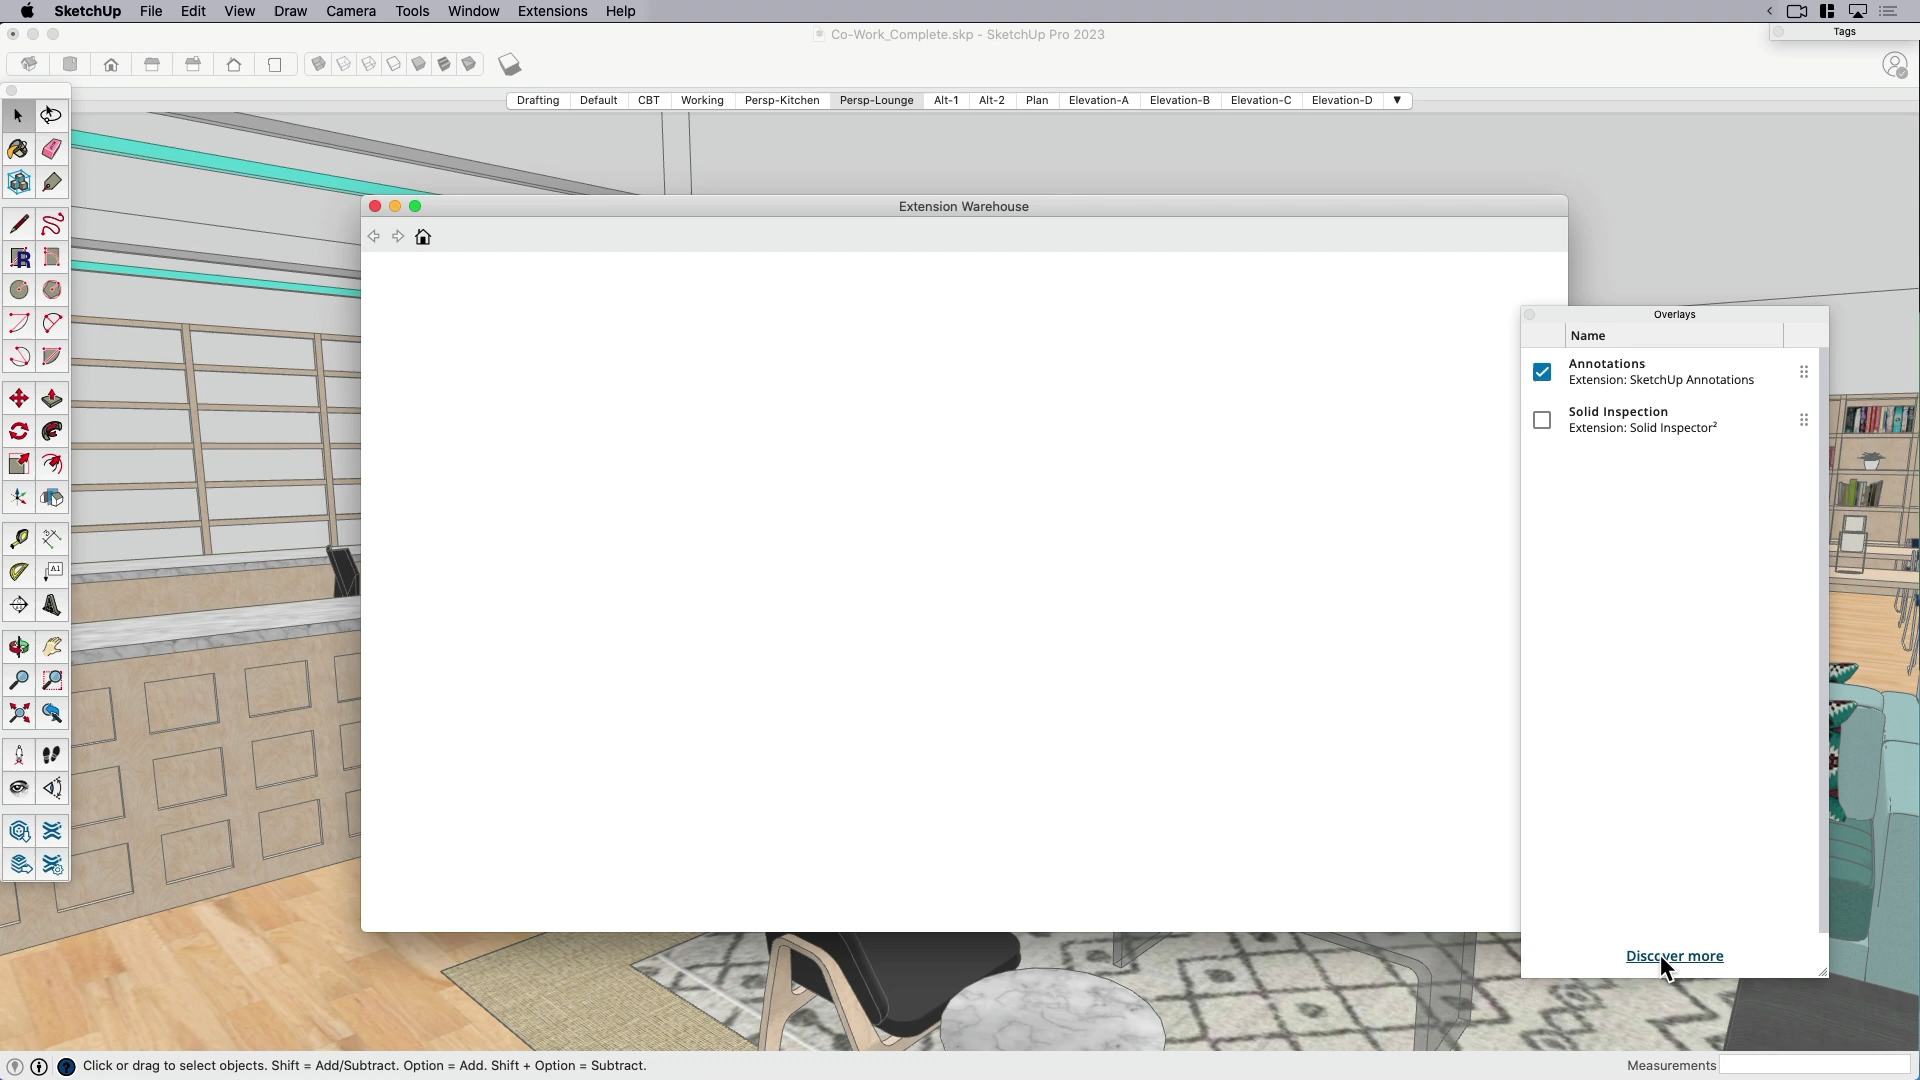 SketchUp File Edit View Draw Camera Tools Window Extensions Help
Co-Work_Complete.skp - SketchUp Pro 2023
Tags
Drafting Default CBT Working Persp-Kitchen Persp-Lounge Alt-1 Alt-2 Plan Elevation-A Elevation-B Elevation-C Elevation-D
Extension Warehouse
Overlays
Name
Annotations
Extension: SketchUp Annotations
Solid Inspection
Extension: Solid Inspector²
Discover more
Click or drag to select objects. Shift = Add/Subtract. Option = Add. Shift + Option = Subtract.
Measurements